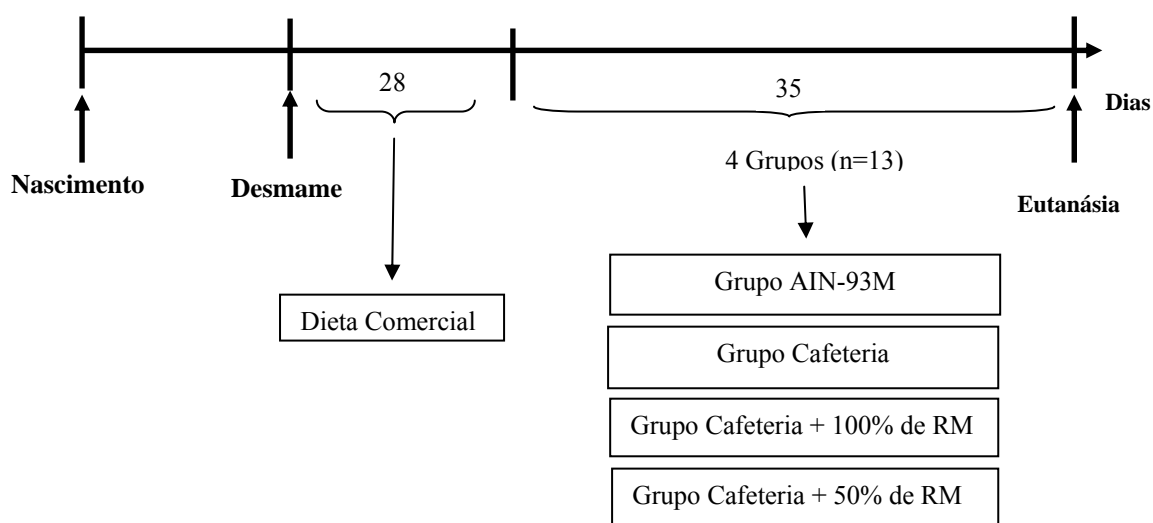 28
35
Dias
4 Grupos (n=13)
Nascimento
Desmame
Eutanásia
Grupo AIN-93M
Dieta Comercial
Grupo Cafeteria
Grupo Cafeteria + 100% de RM
Grupo Cafeteria + 50% de RM